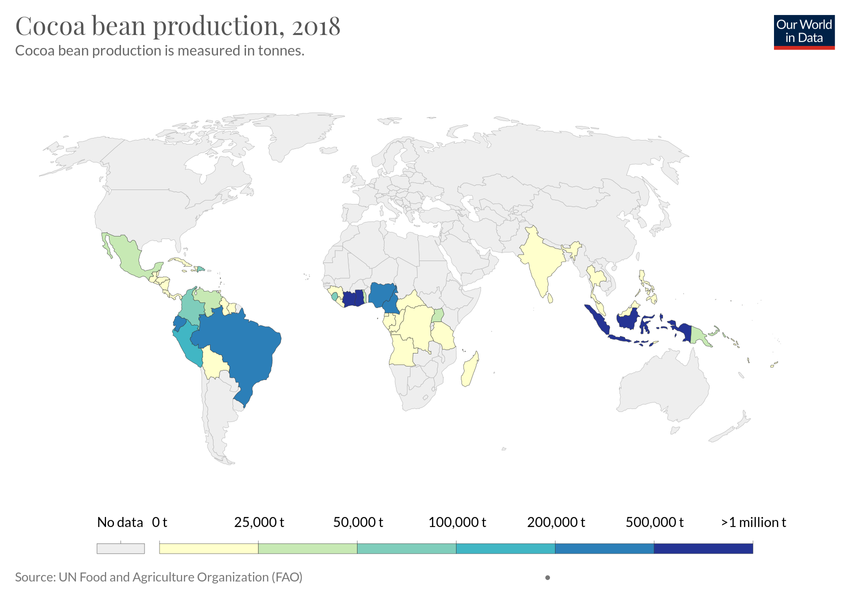 Cocoa bean production, 2018
Cocoa bean production is measured in tonnes.
Our World
in Data
No data 0 t 25,000 t 50,000 t 100,000 t 200,000 t 500,000 t >1 million t
Source: UN Food and Agriculture Organization (FAO)